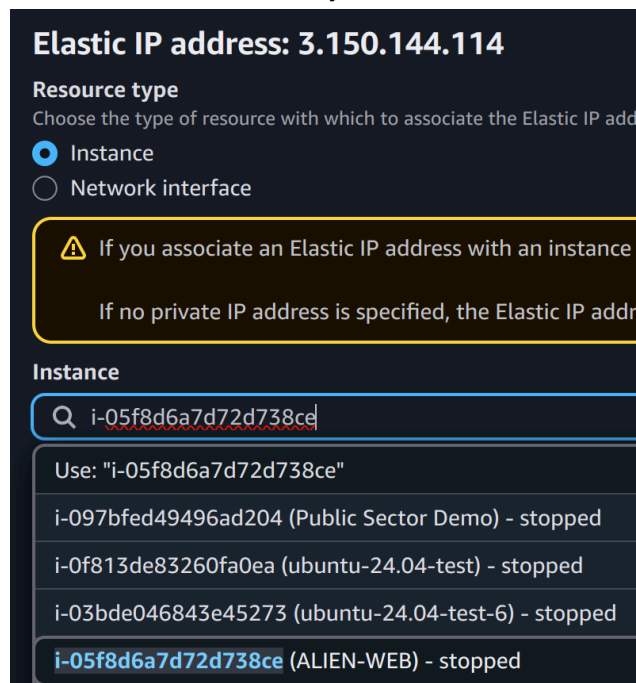 Elastic IP address: 3.150.144.114
Resource type
Choose the type of resource with which to associate the Elastic IP add
Instance
Network interface
If you associate an Elastic IP address with an instance
If no private IP address is specified, the Elastic IP addr
Instance
i-05f8d6a7d72d738ce
Use: "i-05f8d6a7d72d738ce"
i-097bfed49496ad204 (Public Sector Demo) - stopped
i-0f813de83260fa0ea (ubuntu-24.04-test) - stopped
i-03bde046843e45273 (ubuntu-24.04-test-6) - stopped
i-05f8d6a7d72d738ce (ALIEN-WEB) - stopped